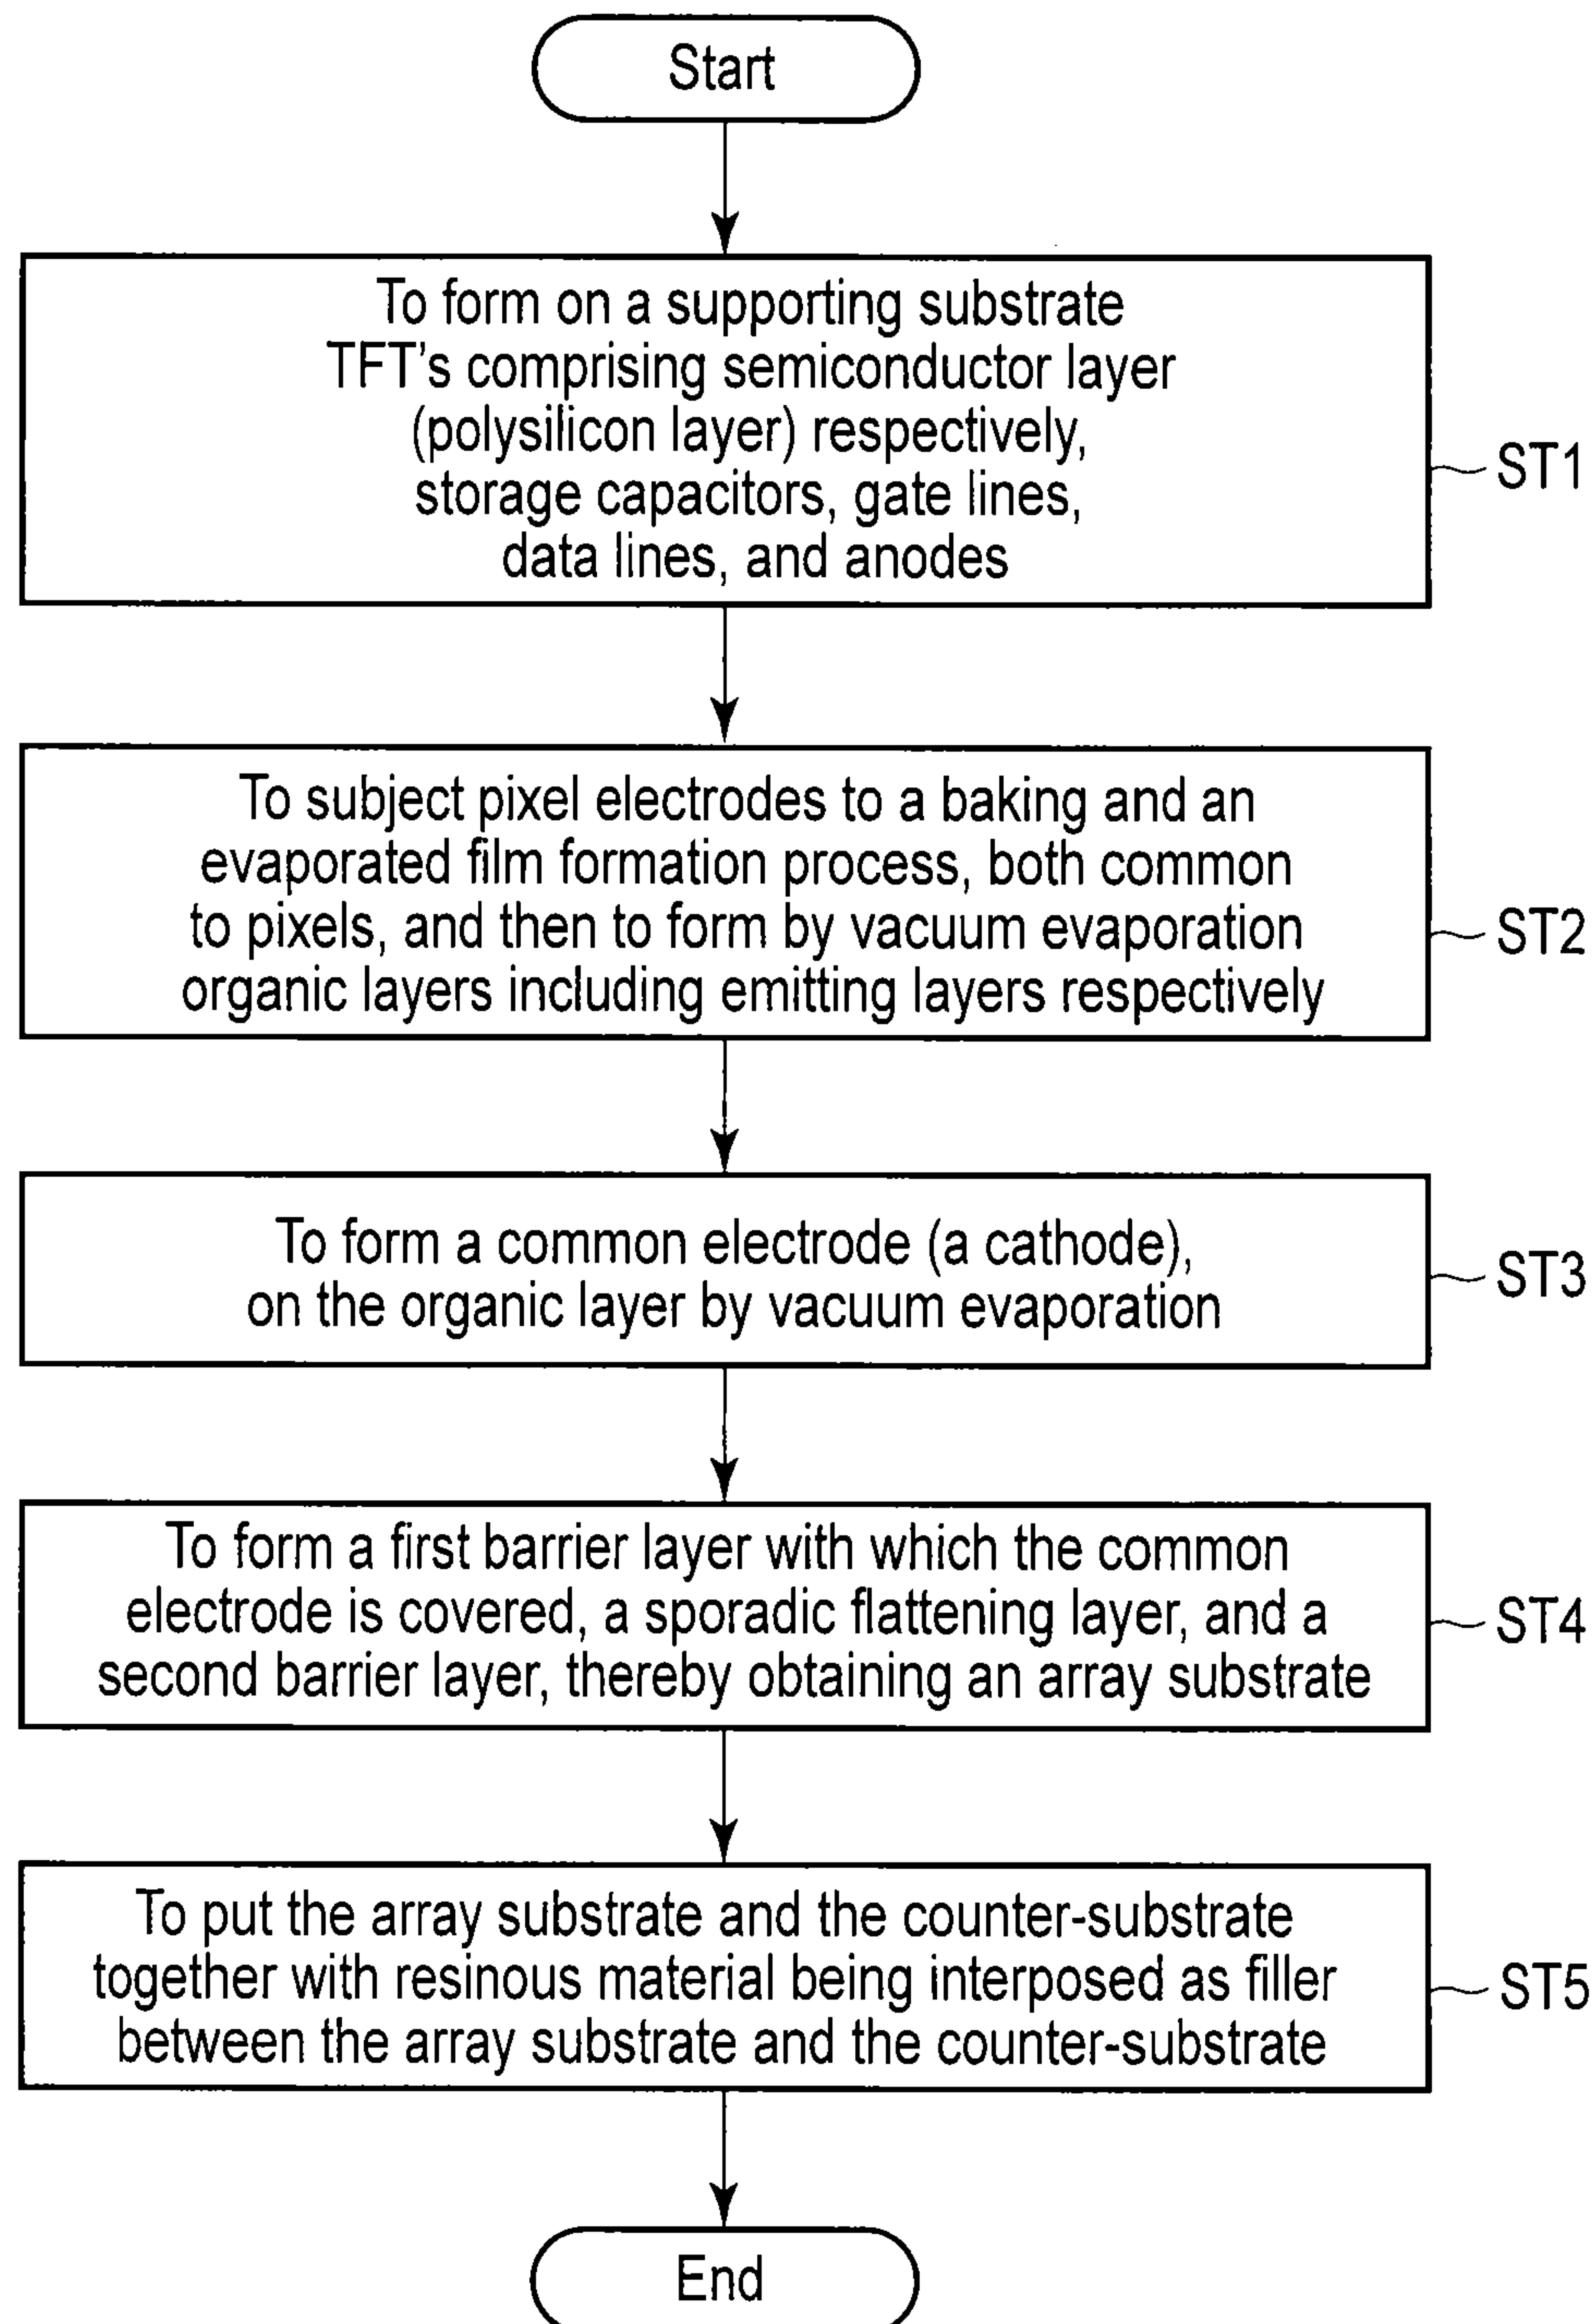 Start
To form on a supporting substrate
TFT's comprising semiconductor layer
(polysilicon layer) respectively,
storage capacitors, gate lines,
data lines, and anodes
ST1
To subject pixel electrodes to a baking and an
evaporated film formation process, both common
to pixels, and then to form by vacuum evaporation
organic layers including emitting layers respectively
ST2
To form a common electrode (a cathode),
on the organic layer by vacuum evaporation
ST3
To form a first barrier layer with which the common
electrode is covered, a sporadic flattening layer, and a
second barrier layer, thereby obtaining an array substrate
ST4
To put the array substrate and the counter-substrate
together with resinous material being interposed as filler
between the array substrate and the counter-substrate
ST5
End